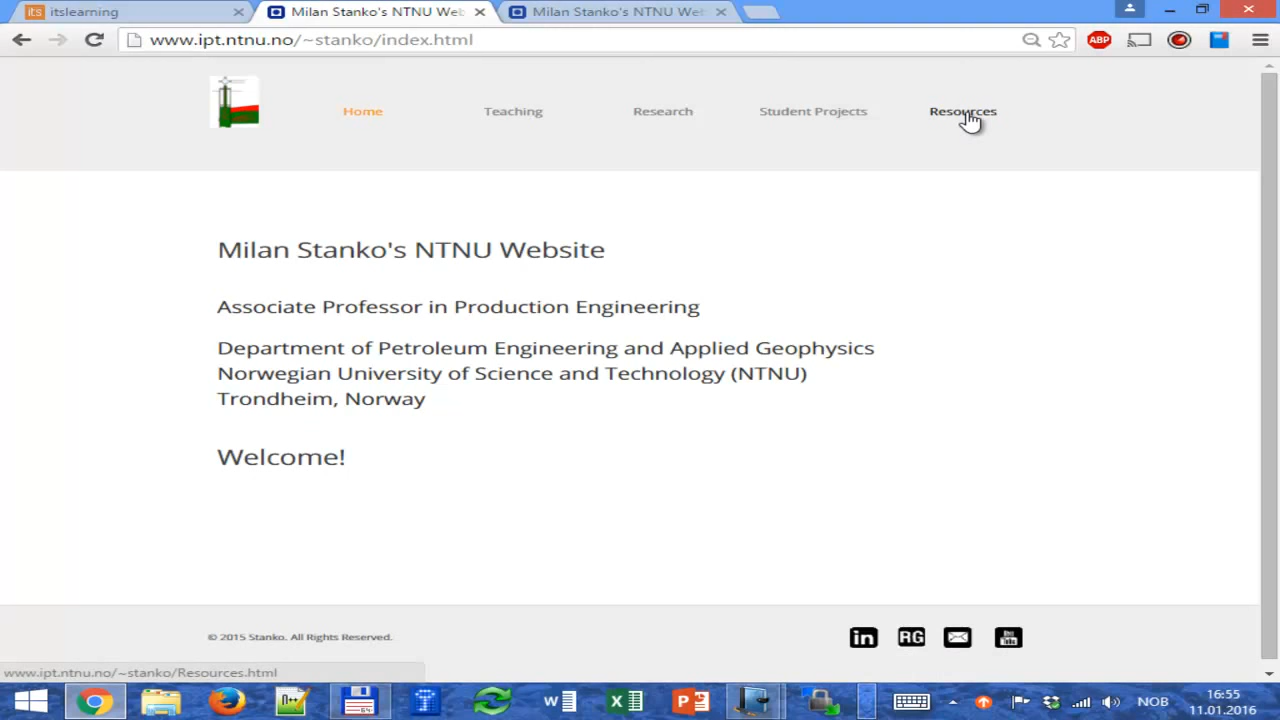 its itslearning
Milan Stanko's NTNU Web
Milan Stanko's NTNU Web
www.ipt.ntnu.no/~stanko/index.html
ABP
Home
Teaching
Research
Student Projects
Resources
Milan Stanko's NTNU Website
Associate Professor in Production Engineering
Department of Petroleum Engineering and Applied Geophysics
Norwegian University of Science and Technology (NTNU)
Trondheim, Norway
Welcome!
© 2015 Stanko. All Rights Reserved.
in
RG
You Tube
www.ipt.ntnu.no/~stanko/Resources.html
NOB
16:55
11.01.2016